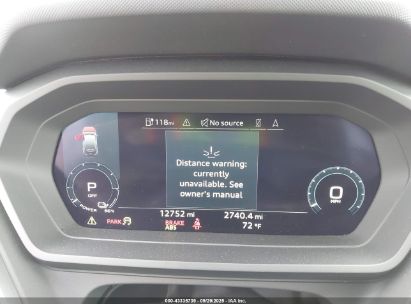 118mi
No source
Distance warning:
currently
unavailable. See
owner's manual
P
OFF
POWER
0
MPH
12752 mi
2740.4 mi
PARK
BRAKE
ABS
72 °F